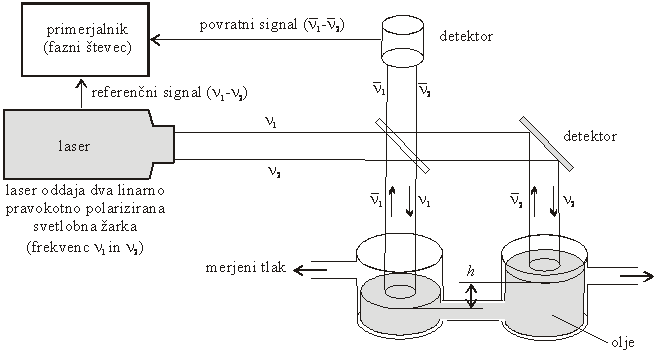 primerjalnik
(fazni števec)
povratni signal (ν̅₁-ν̅₂)
detektor
ν̅₁
ν̅₂
referenčni signal (ν₁-ν₂)
laser
ν₁
ν₂
detektor
laser oddaja dva linarno
pravokotno polarizirana
svetlobna žarka
(frekvenc ν₁ in ν₂)
ν̅₁
ν₁
ν̅₂
ν₂
merjeni tlak
h
olje